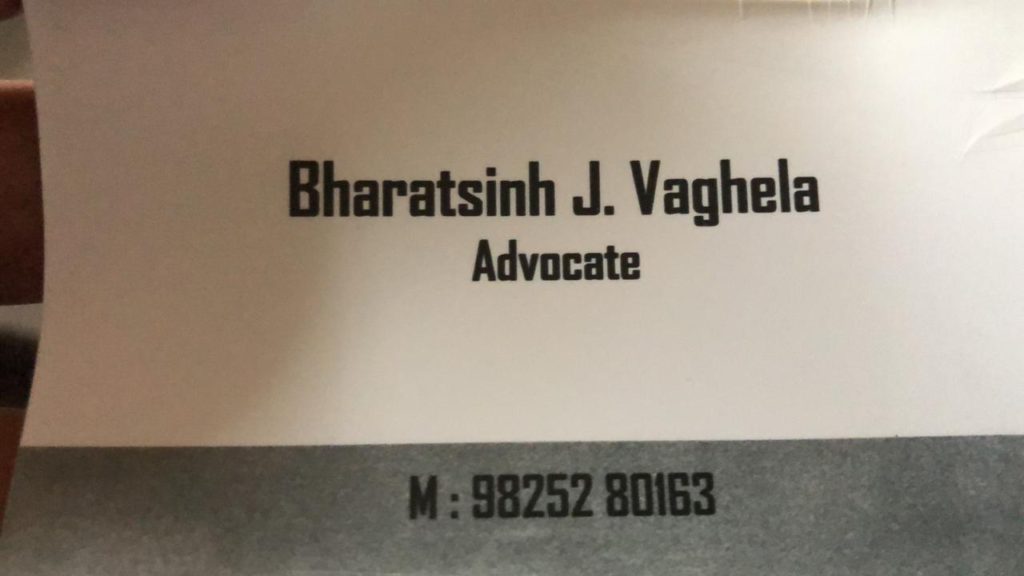 Bharatsinh J. Vaghela
Advocate
M : 98252 80163